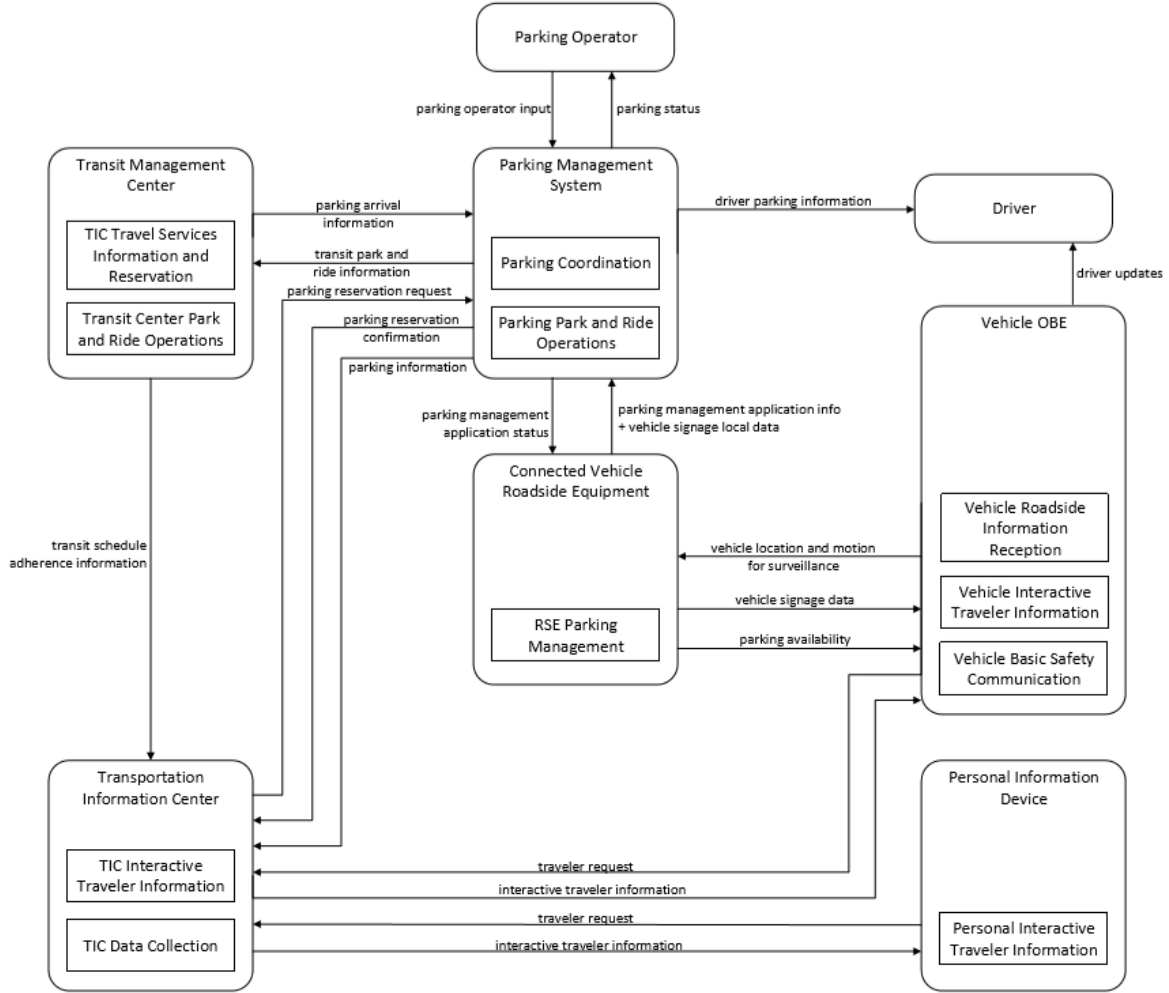 Parking Operator
parking operator input
parking status
Transit Management
Center
TIC Travel Services
Information and
Reservation
Transit Center Park
and Ride Operations
parking arrival
information
transit park and
ride information
parking reservation request
parking reservation
confirmation
parking information
Parking Management
System
Parking Coordination
Parking Park and Ride
Operations
driver parking information
Driver
driver updates
Vehicle OBE
Vehicle Roadside
Information
Reception
Vehicle Interactive
Traveler Information
Vehicle Basic Safety
Communication
parking management
application status
parking management application info
+ vehicle signage local data
Connected Vehicle
Roadside Equipment
RSE Parking
Management
vehicle location and motion
for surveillance
vehicle signage data
parking availability
transit schedule
adherence information
Transportation
Information Center
TIC Interactive
Traveler Information
TIC Data Collection
traveler request
interactive traveler information
traveler request
interactive traveler information
Personal Information
Device
Personal Interactive
Traveler Information